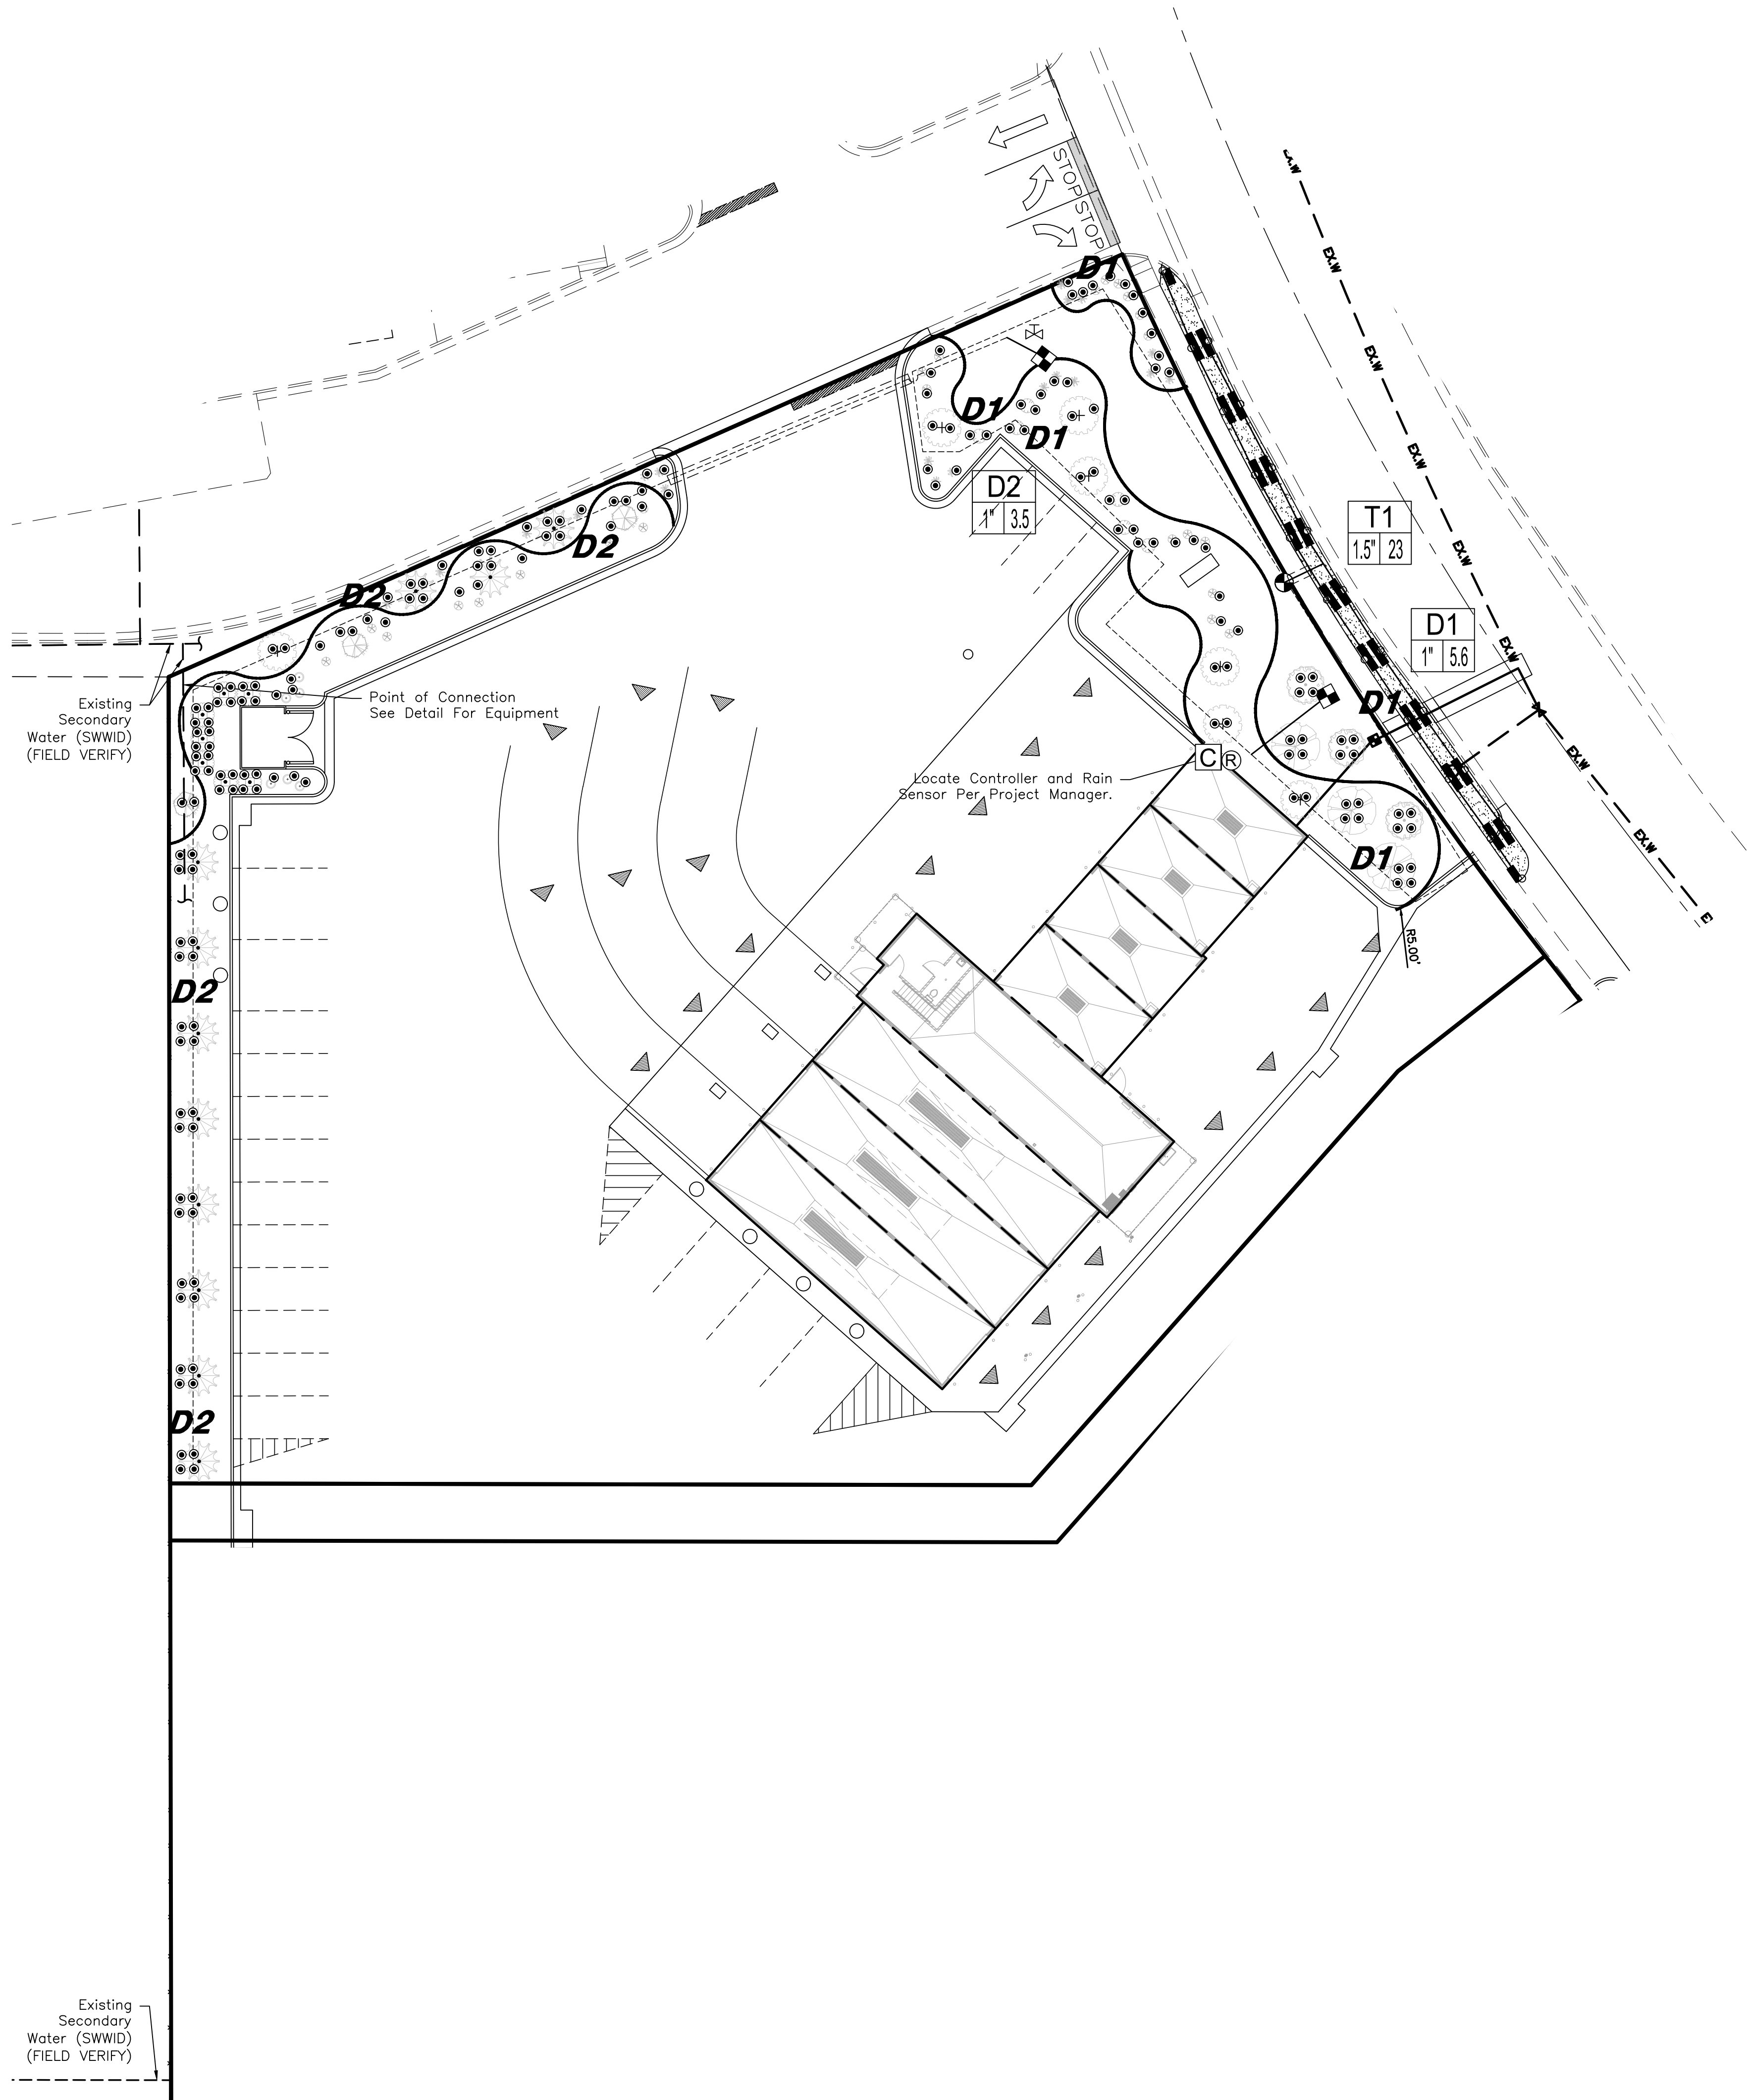 EX.W
STOP
STOP
EX.W
D1
EX.W
D1
D1
EX.W
D2
1" 3.5
T1
1.5" 23
D2
EX.W
D2
D1
1" 5.6
EX.W
Existing
Secondary
Water (SWWID)
(FIELD VERIFY)
Point of Connection
See Detail For Equipment
D1
EX.W
C
R
Locate Controller and Rain
Sensor Per Project Manager.
EX.W
D1
E
R5.00'
D2
D2
Existing
Secondary
Water (SWWID)
(FIELD VERIFY)